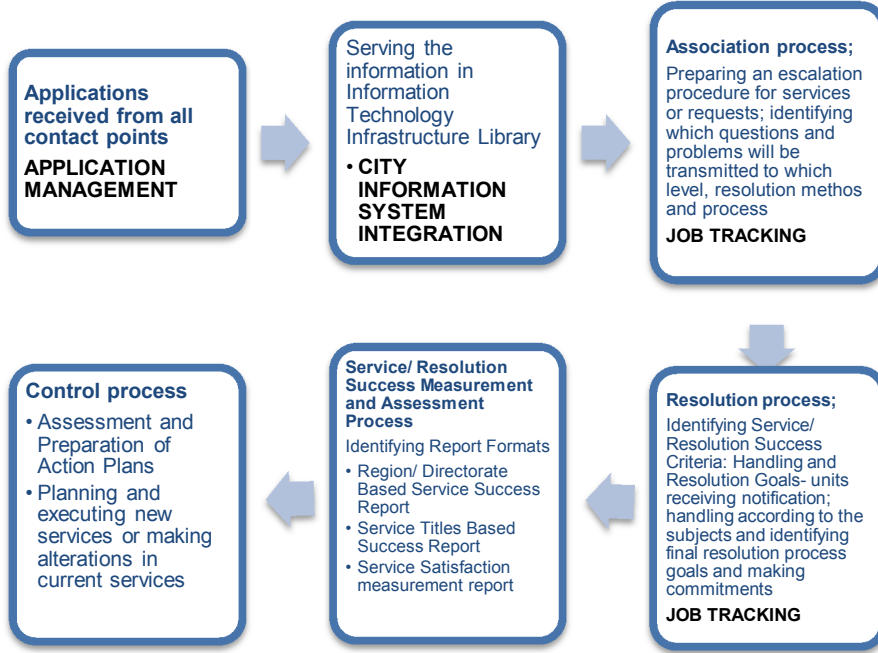 Applications
received from all
contact points
APPLICATION
MANAGEMENT
Serving the
information in
Information
Technology
Infrastructure Library
• CITY
INFORMATION
SYSTEM
INTEGRATION
Association process;
Preparing an escalation
procedure for services
or requests; identifying
which questions and
problems will be
transmitted to which
level, resolution methos
and process
JOB TRACKING
Resolution process;
Identifying Service/
Resolution Success
Criteria: Handling and
Resolution Goals- units
receiving notification;
handling according to the
subjects and identifying
final resolution process
goals and making
commitments
JOB TRACKING
Service/ Resolution
Success Measurement
and Assessment
Process
Identifying Report Formats
• Region/ Directorate
Based Service Success
Report
• Service Titles Based
Success Report
• Service Satisfaction
measurement report
Control process
• Assessment and
Preparation of
Action Plans
• Planning and
executing new
services or making
alterations in
current services